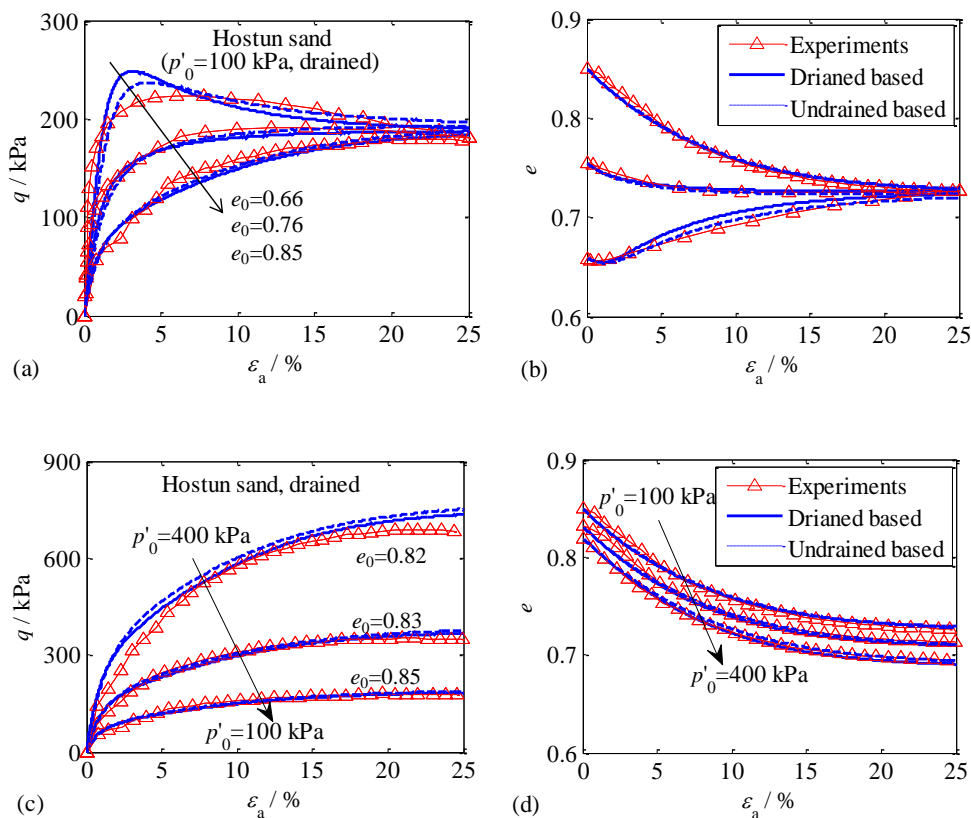 Hostun sand
(p'0=100 kPa, drained)
e0=0.66
e0=0.76
e0=0.85
300
200
100
0
q / kPa
0 5 10 15 20 25
εa / %
(a)
Experiments
Drianed based
Undrained based
0.9
0.8
0.7
0.6
e
0 5 10 15 20 25
εa / %
(b)
Hostun sand, drained
p'0=400 kPa
e0=0.82
e0=0.83
e0=0.85
p'0=100 kPa
900
600
300
0
q / kPa
0 5 10 15 20 25
εa / %
(c)
Experiments
Drianed based
Undrained based
p'0=100 kPa
p'0=400 kPa
0.9
0.8
0.7
0.6
e
0 5 10 15 20 25
εa / %
(d)